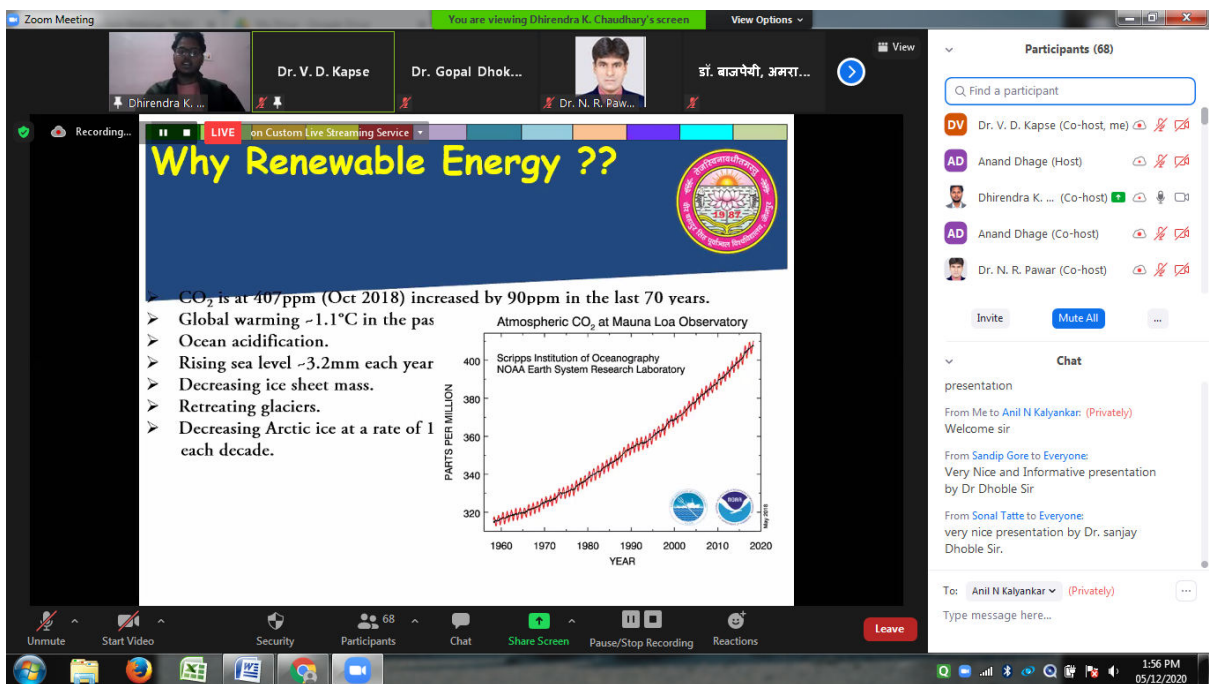 Zoom Meeting
You are viewing Dhirendra K. Chaudhary's screen
View Options
View
Dhirendra K. ...
Dr. V. D. Kapse
Dr. Gopal Dhok...
Dr. N. R. Paw...
डॉ. बाजपेयी, अमरा...
Recording...
LIVE
on Custom Live Streaming Service
Why Renewable Energy ??
1987
CO₂ is at 407ppm (Oct 2018) increased by 90ppm in the last 70 years.
Global warming ~1.1°C in the pas
Ocean acidification.
Rising sea level ~3.2mm each year
Decreasing ice sheet mass.
Retreating glaciers.
Decreasing Arctic ice at a rate of 1
each decade.
Atmospheric CO₂ at Mauna Loa Observatory
Scripps Institution of Oceanography
NOAA Earth System Research Laboratory
PARTS PER MILLION
400
380
360
340
320
NOAA
May 2018
1960 1970 1980 1990 2000 2010 2020
YEAR
Unmute
Start Video
Security
68
Participants
Chat
Share Screen
Pause/Stop Recording
Reactions
Leave
Participants (68)
Find a participant
DV Dr. V. D. Kapse (Co-host, me)
AD Anand Dhage (Host)
Dhirendra K. ... (Co-host)
AD Anand Dhage (Co-host)
Dr. N. R. Pawar (Co-host)
Invite
Mute All
...
Chat
presentation
From Me to Anil N Kalyankar: (Privately)
Welcome sir
From Sandip Gore to Everyone:
Very Nice and Informative presentation
by Dr Dhoble Sir
From Sonal Tatte to Everyone:
very nice presentation by Dr. sanjay
Dhoble Sir.
To: Anil N Kalyankar (Privately)
...
Type message here...
1:56 PM
05/12/2020